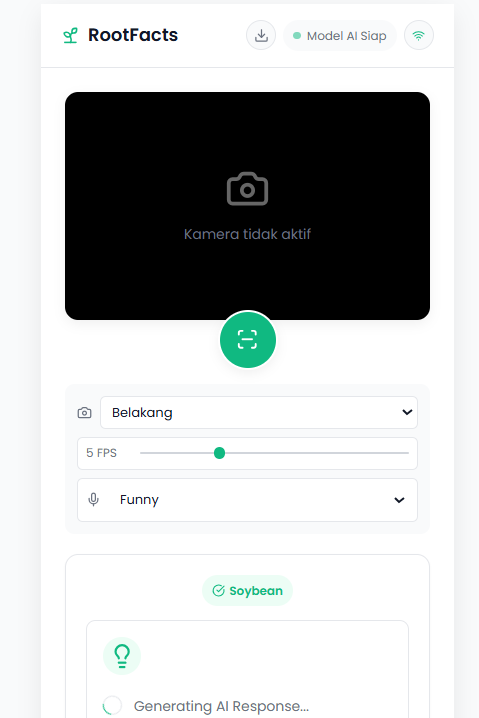 RootFacts
Model AI Siap
Kamera tidak aktif
Belakang
5 FPS
Funny
Soybean
Generating AI Response...